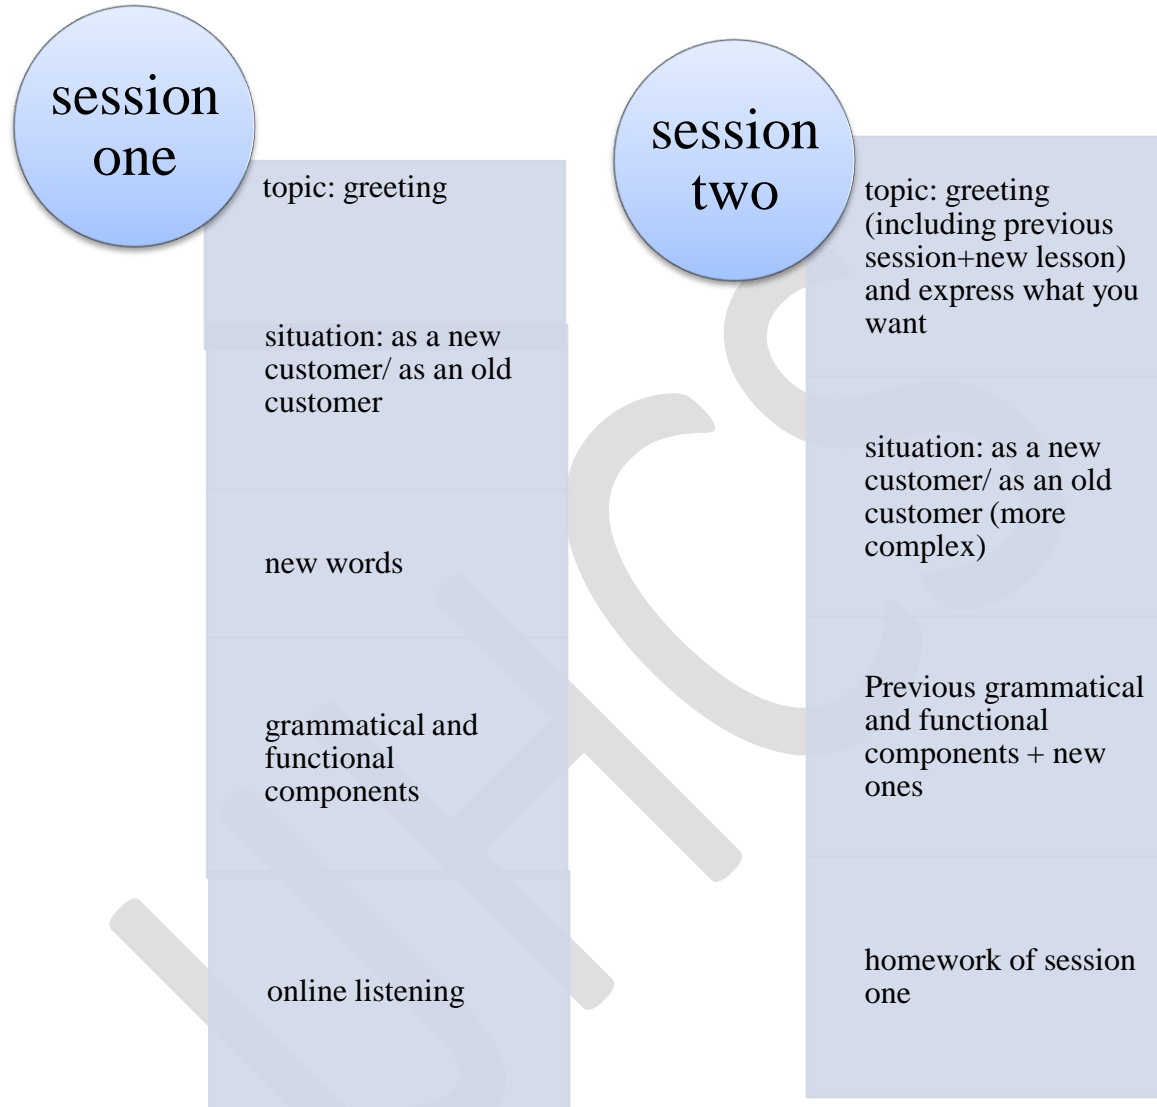 session
one
topic: greeting
situation: as a new
customer/ as an old
customer
new words
grammatical and
functional
components
online listening
session
two
topic: greeting
(including previous
session+new lesson)
and express what you
want
situation: as a new
customer/ as an old
customer (more
complex)
Previous grammatical
and functional
components + new
ones
homework of session
one